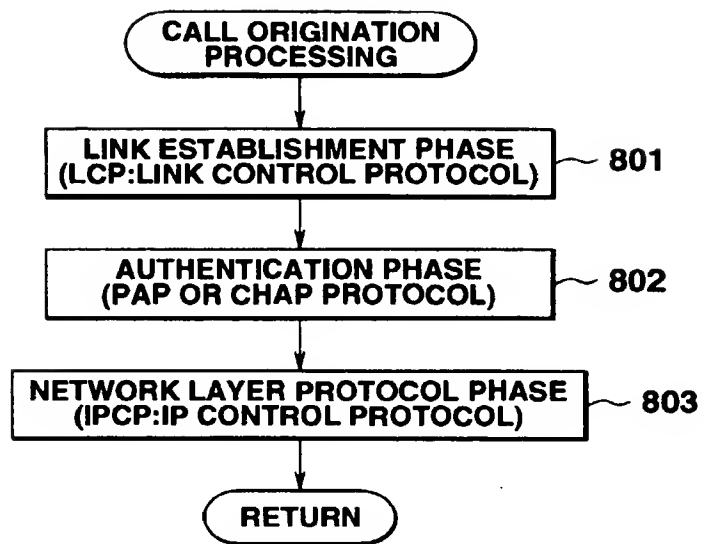 CALL ORIGINATION
PROCESSING
LINK ESTABLISHMENT PHASE
(LCP:LINK CONTROL PROTOCOL)
801
AUTHENTICATION PHASE
(PAP OR CHAP PROTOCOL)
802
NETWORK LAYER PROTOCOL PHASE
(IPCP:IP CONTROL PROTOCOL)
803
RETURN